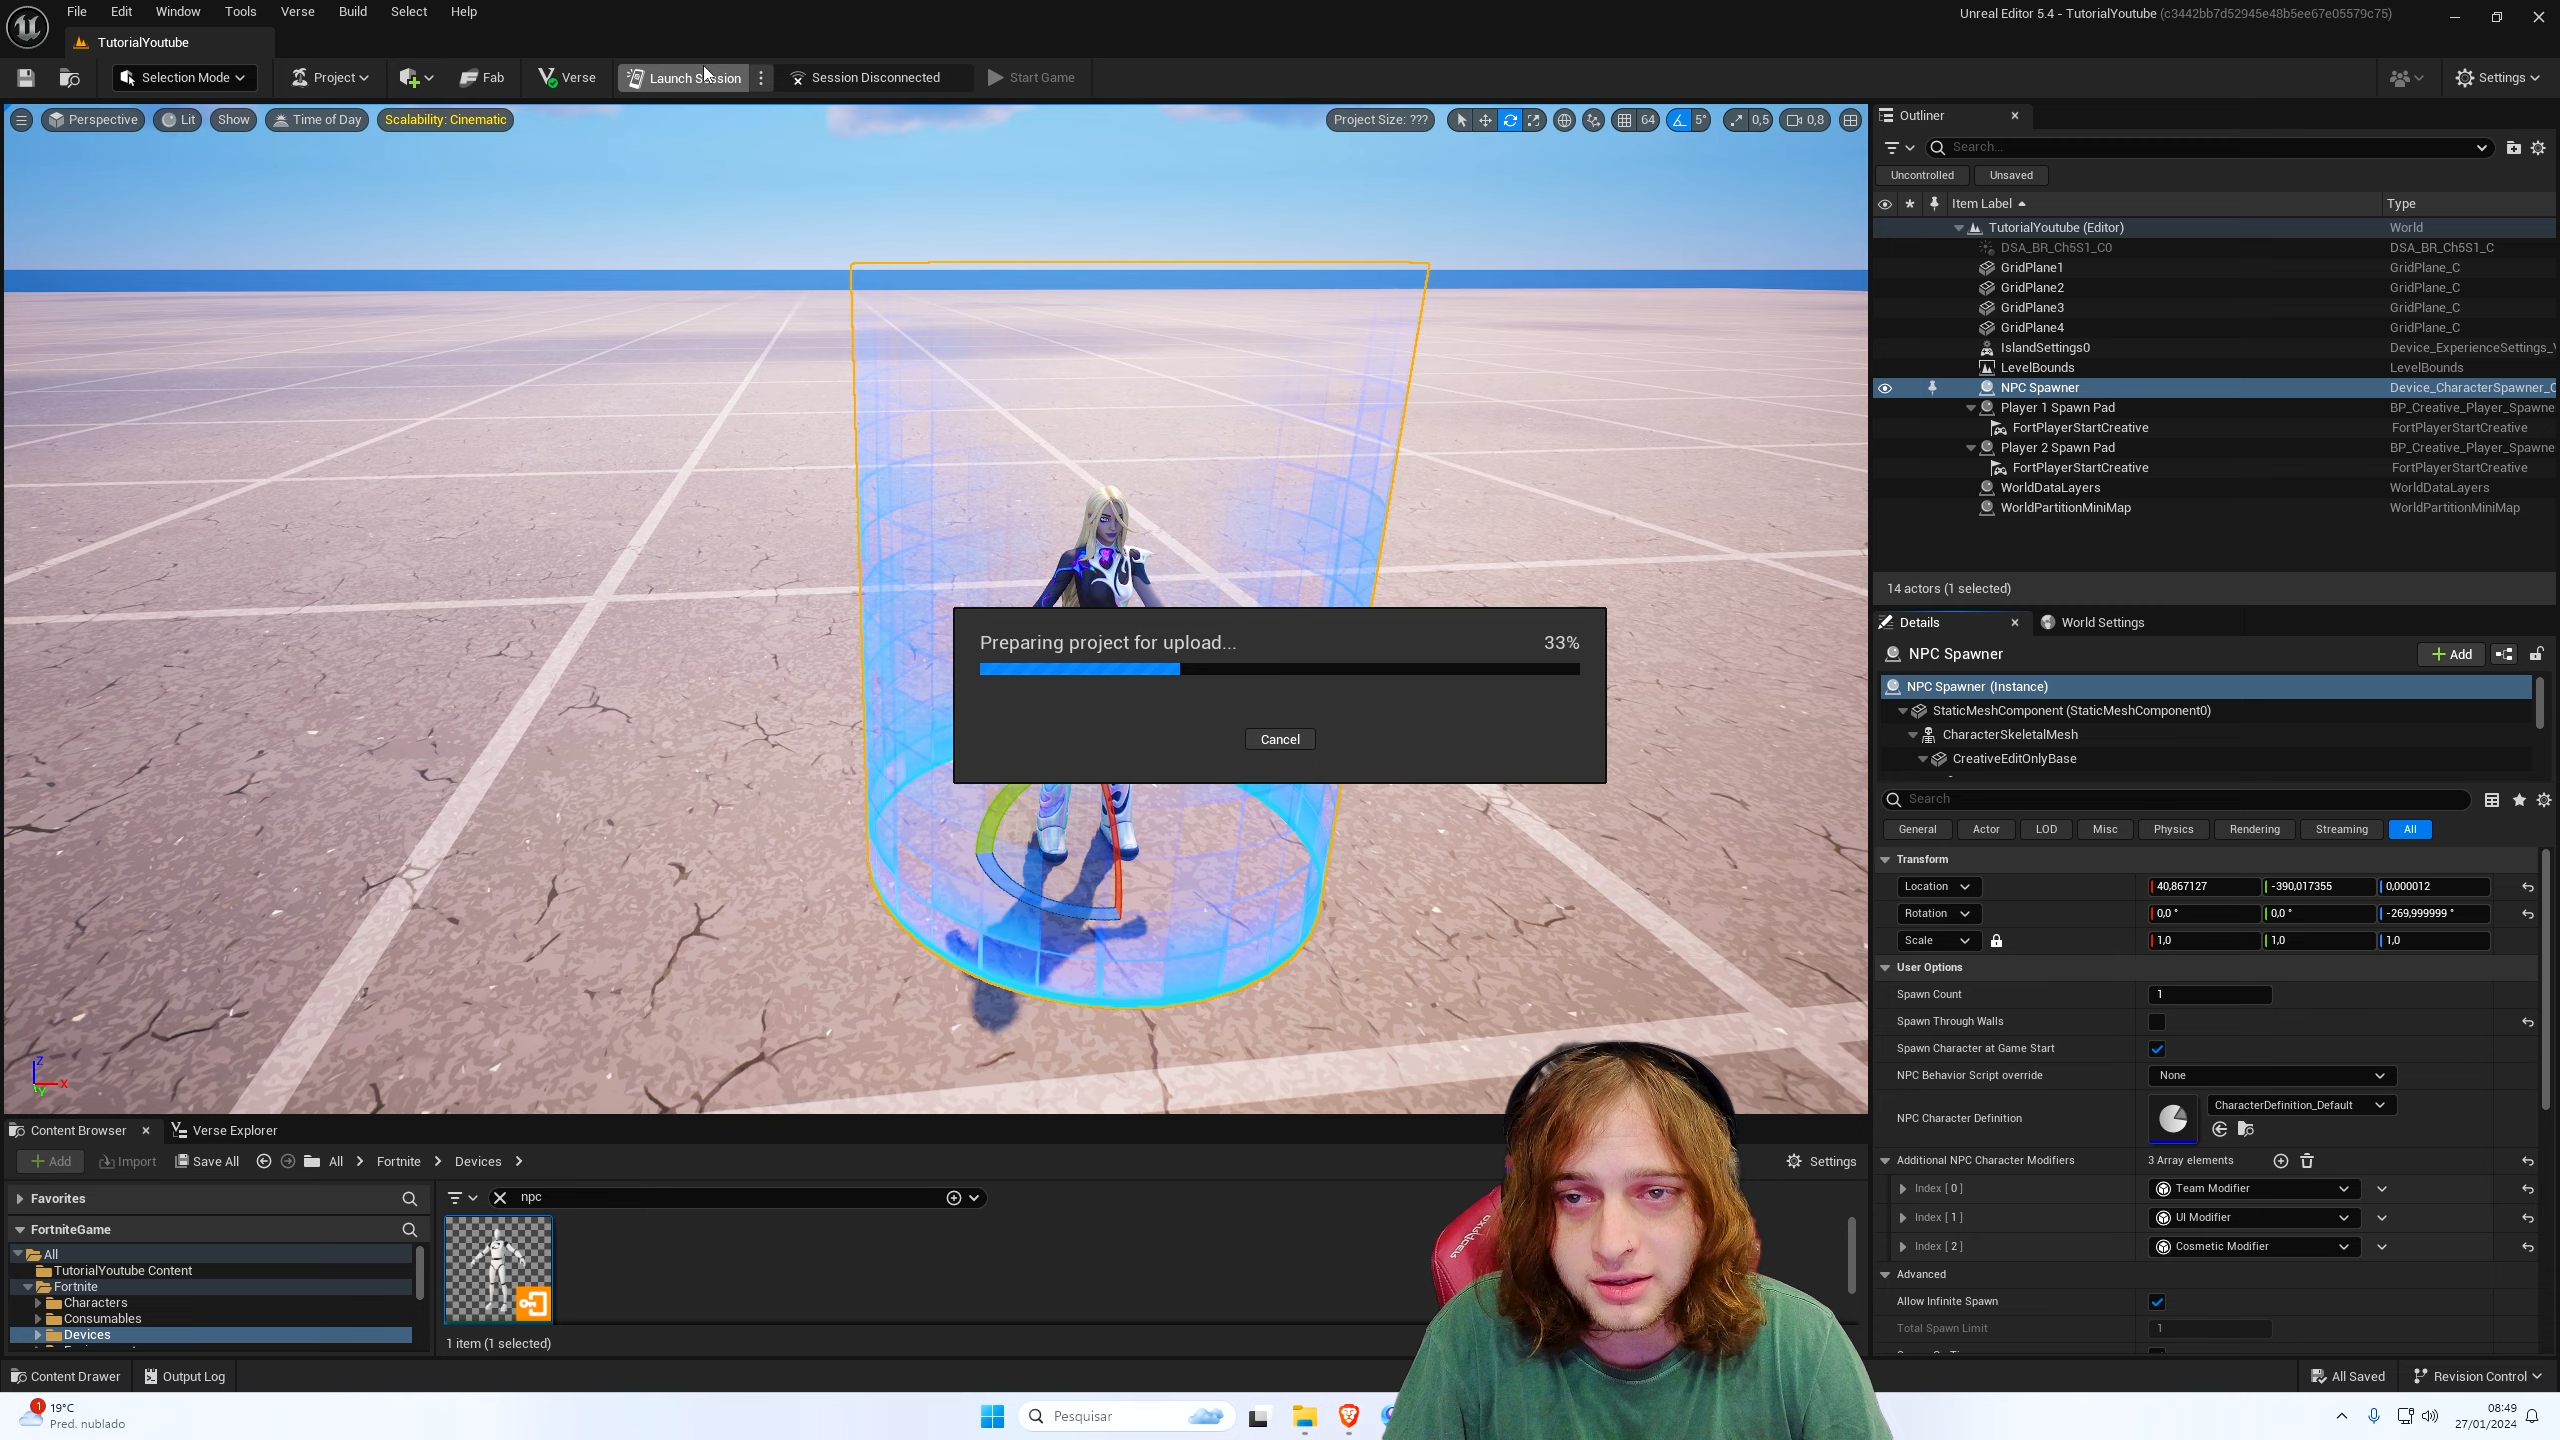 File Edit Window Tools Verse Build Select Help
Unreal Editor 5.4 - TutorialYoutube (c3442bb7d52945e48b5ee67e05579c75)
TutorialYoutube
Selection Mode Project Fab Verse Launch Session Session Disconnected Start Game Settings
Perspective Lit Show Time of Day Scalability: Cinematic Project Size: ??? 64 5° 0,5 0,8
Outliner
Search...
Uncontrolled Unsaved
Item Label Type
TutorialYoutube (Editor) World
DSA_BR_Ch5S1_C0 DSA_BR_Ch5S1_C
GridPlane1 GridPlane_C
GridPlane2 GridPlane_C
GridPlane3 GridPlane_C
GridPlane4 GridPlane_C
IslandSettings0 Device_ExperienceSettings_V
LevelBounds LevelBounds
NPC Spawner Device_CharacterSpawner_C
Player 1 Spawn Pad BP_Creative_Player_Spawne
FortPlayerStartCreative FortPlayerStartCreative
Player 2 Spawn Pad BP_Creative_Player_Spawne
FortPlayerStartCreative FortPlayerStartCreative
WorldDataLayers WorldDataLayers
WorldPartitionMiniMap WorldPartitionMiniMap
14 actors (1 selected)
Preparing project for upload... 33%
Cancel
Details World Settings
NPC Spawner Add
NPC Spawner (Instance)
StaticMeshComponent (StaticMeshComponent0)
CharacterSkeletalMesh
CreativeEditOnlyBase
Search
General Actor LOD Misc Physics Rendering Streaming All
Transform
Location 40,867127 -390,017355 0,000012
Rotation 0,0 ° 0,0 ° -269,999999 °
Scale 1,0 1,0 1,0
User Options
Spawn Count 1
Spawn Through Walls
Spawn Character at Game Start
NPC Behavior Script override None
NPC Character Definition CharacterDefinition_Default
Additional NPC Character Modifiers 3 Array elements
Index [ 0 ] Team Modifier
Index [ 1 ] UI Modifier
Index [ 2 ] Cosmetic Modifier
Advanced
Allow Infinite Spawn
Total Spawn Limit 1
Z
X
Y
Content Browser Verse Explorer
Add Import Save All All Fortnite Devices Settings
Favorites
npc
FortniteGame
All
TutorialYoutube Content
Fortnite
Characters
Consumables
Devices
1 item (1 selected)
Content Drawer Output Log All Saved Revision Control
1
19°C
Pred. nublado
Pesquisar
08:49
27/01/2024